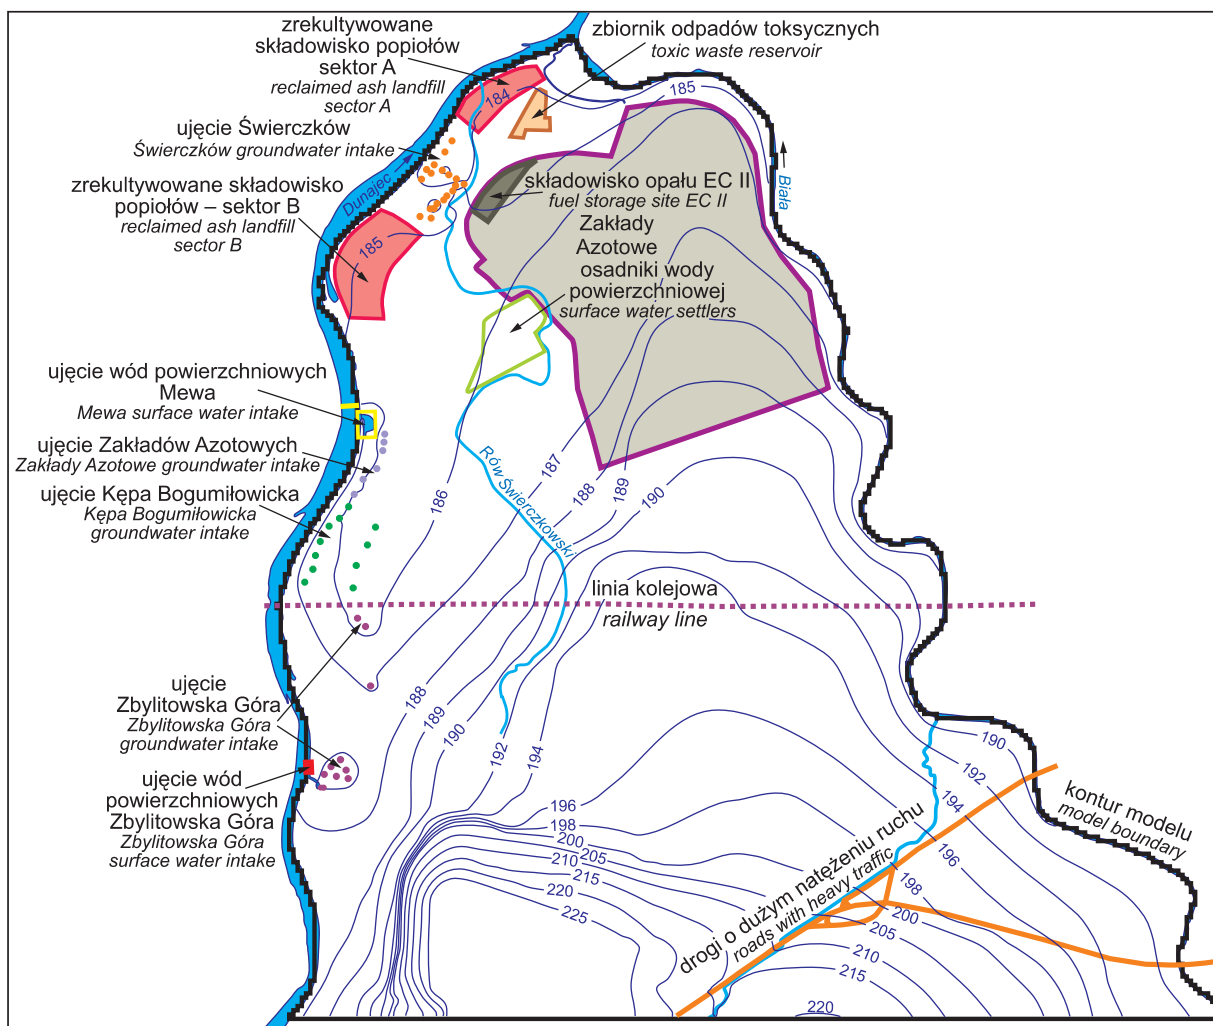 zrekultywowane
składowisko popiołów
sektor A
reclaimed ash landfill
sector A
zbiornik odpadów toksycznych
toxic waste reservoir
ujęcie Świerczków
Świerczków groundwater intake
zrekultywowane składowisko
popiołów – sektor B
reclaimed ash landfill
sector B
Dunajec
184
185
185
Biała
składowisko opału EC II
fuel storage site EC II
Zakłady
Azotowe
osadniki wody
powierzchniowej
surface water settlers
ujęcie wód powierzchniowych
Mewa
Mewa surface water intake
ujęcie Zakładów Azotowych
Zakłady Azotowe groundwater intake
ujęcie Kępa Bogumiłowicka
Kępa Bogumiłowicka
groundwater intake
Rów Świerczkowski
186
187
188
189
190
linia kolejowa
railway line
ujęcie
Zbylitowska Góra
Zbylitowska Góra
groundwater intake
ujęcie wód
powierzchniowych
Zbylitowska Góra
Zbylitowska Góra
surface water intake
188
189
190
192
194
196
198
200
205
210
215
220
225
190
192
194
196
198
200
205
210
215
220
kontur modelu
model boundary
drogi o dużym natężeniu ruchu
roads with heavy traffic